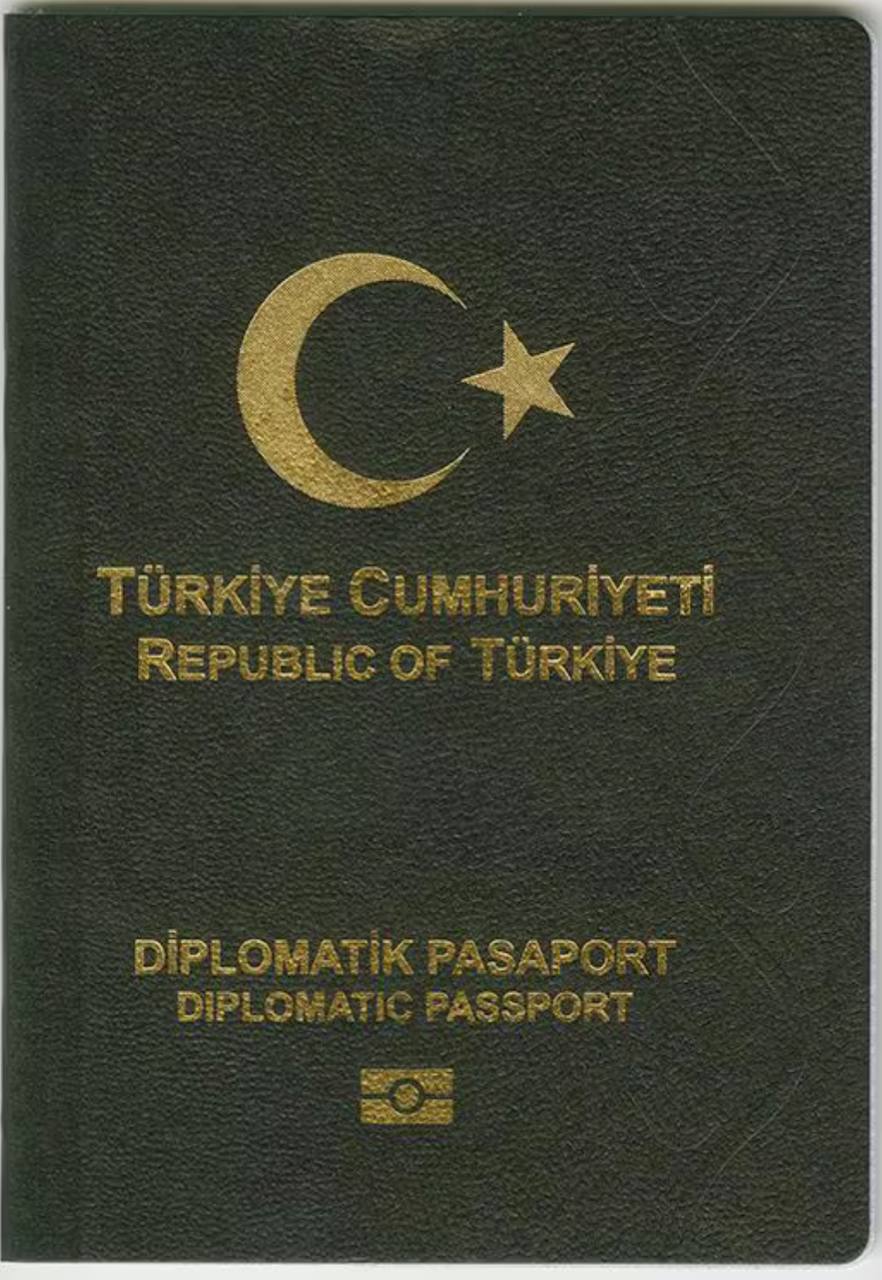 TÜRKİYE CUMHURİYETİ
REPUBLIC OF TÜRKİYE
DİPLOMATİK PASAPORT
DIPLOMATIC PASSPORT